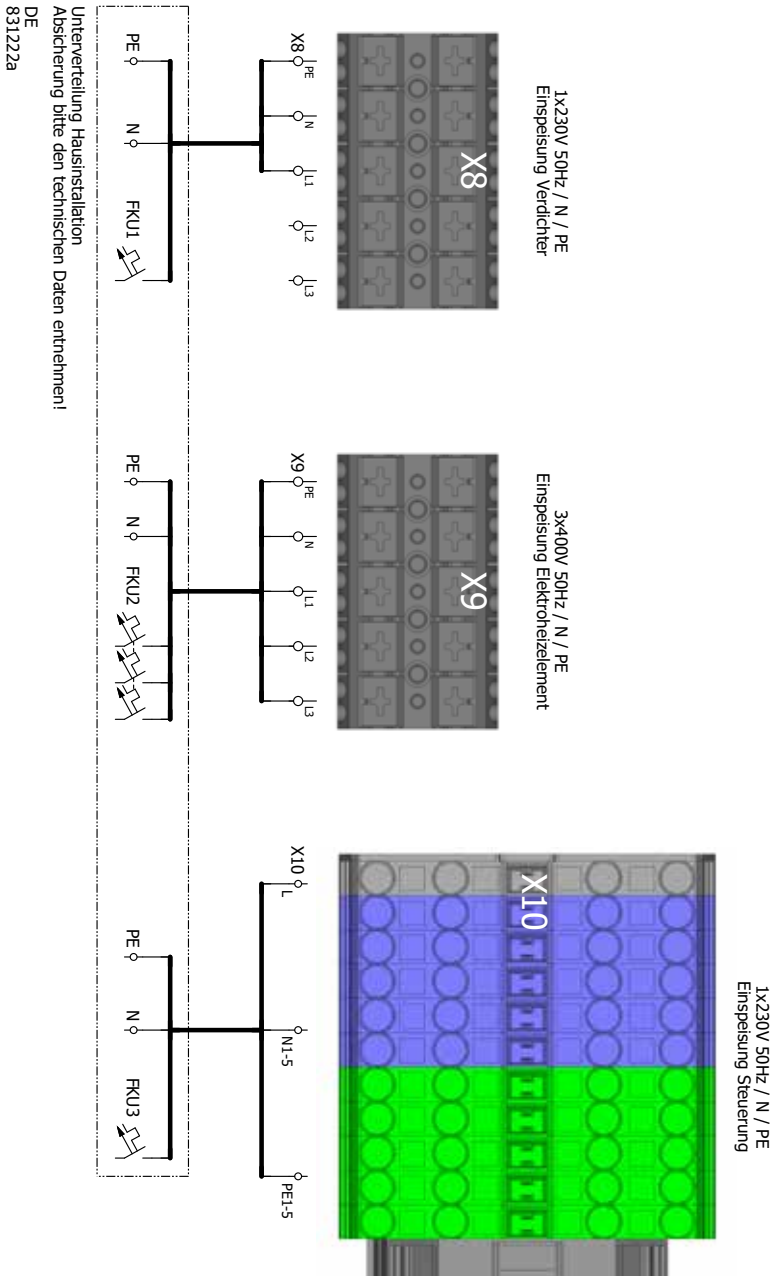 1x230V 50Hz / N / PE
Einspeisung Verdichter
X8
X8
PE
N
L1
L2
L3
PE
N
FKU1
3x400V 50Hz / N / PE
Einspeisung Elektroheizelement
X9
X9
PE
N
L1
L2
L3
PE
N
FKU2
1x230V 50Hz / N / PE
Einspeisung Steuerung
X10
X10
L
N1-5
PE1-5
PE
N
FKU3
Unterverteilung Hausinstallation
Absicherung bitte den technischen Daten entnehmen!
DE
831222a